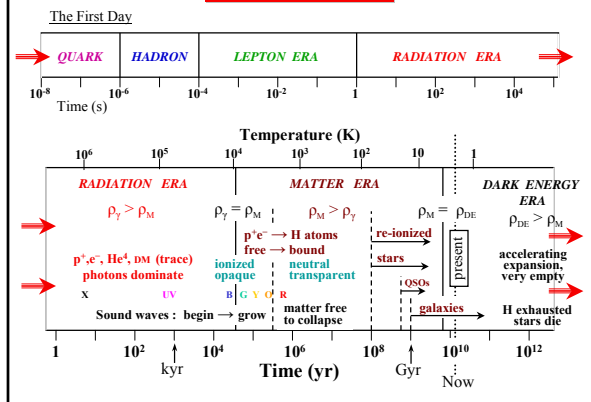 The First Day
QUARK HADRON LEPTON ERA RADIATION ERA
10⁻⁸ 10⁻⁶ 10⁻⁴ 10⁻² 1 10² 10⁴
Time (s)
Temperature (K)
10⁶ 10⁵ 10⁴ 10³ 10² 10 1
RADIATION ERA MATTER ERA DARK ENERGY
ERA
ργ > ρM ργ = ρM ρM > ργ ρM = ρDE ρDE > ρM
p⁺e⁻ → H atoms re-ionized
free → bound
p⁺,e⁻, He⁴, DM (trace) ionized neutral stars present accelerating
photons dominate opaque transparent expansion,
very empty
X UV B G Y O R QSOs
Sound waves : begin → grow matter free galaxies H exhausted
to collapse stars die
1 10² 10⁴ 10⁶ 10⁸ 10¹⁰ 10¹²
kyr Time (yr) Gyr Now